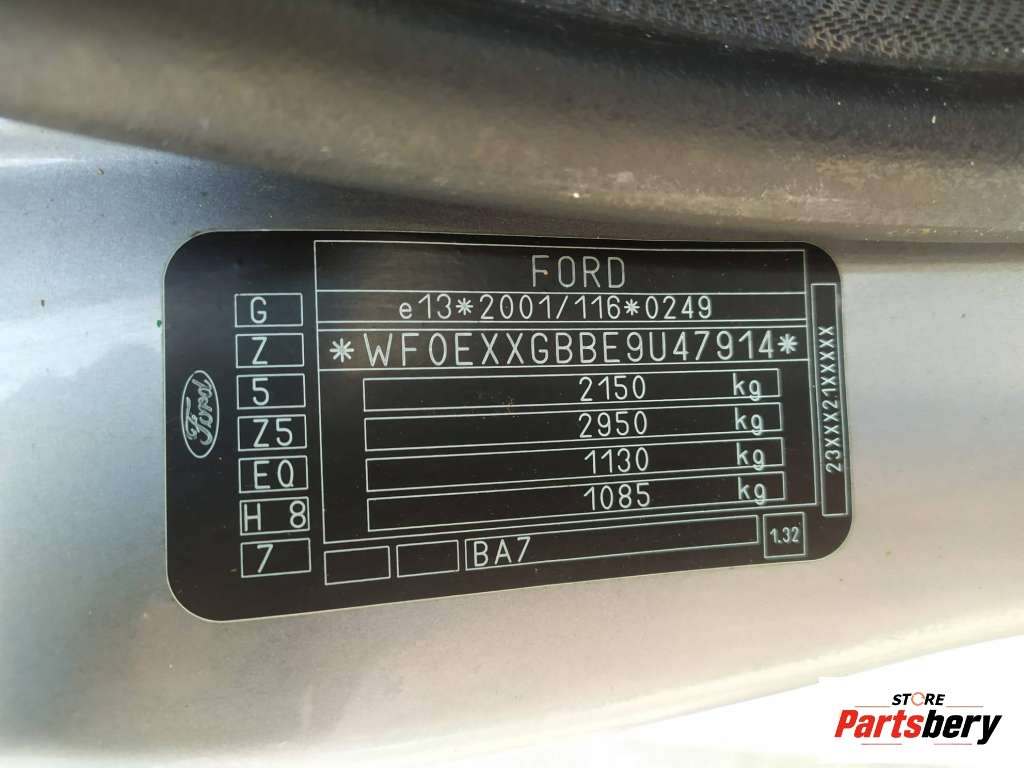 FORD
e13*2001/116*0249
*WF0EXXGBBE9U47914*
2150 kg
2950 kg
1130 kg
1085 kg
BA7
1.32
G
Z
5
Z5
EQ
H 8
7
Ford
23XXX21XXXXX
STORE
Partsbery